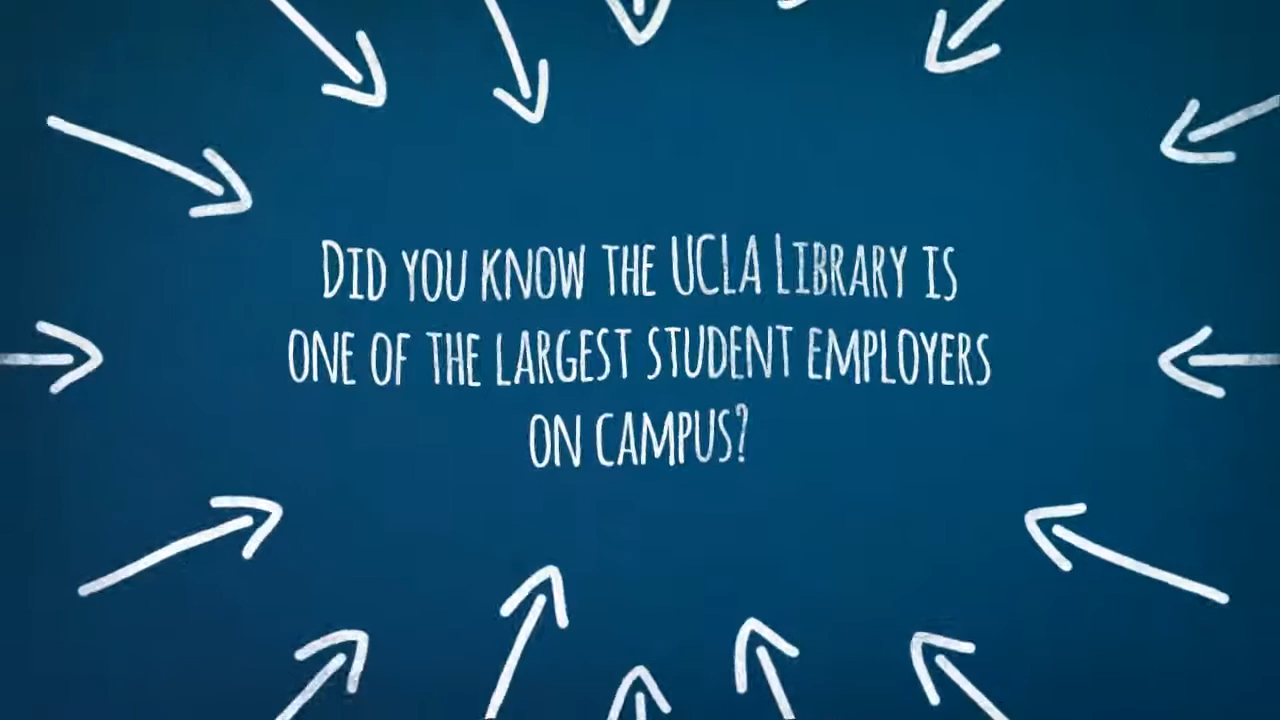 Did you know the UCLA Library is
one of the largest student employers
on campus?